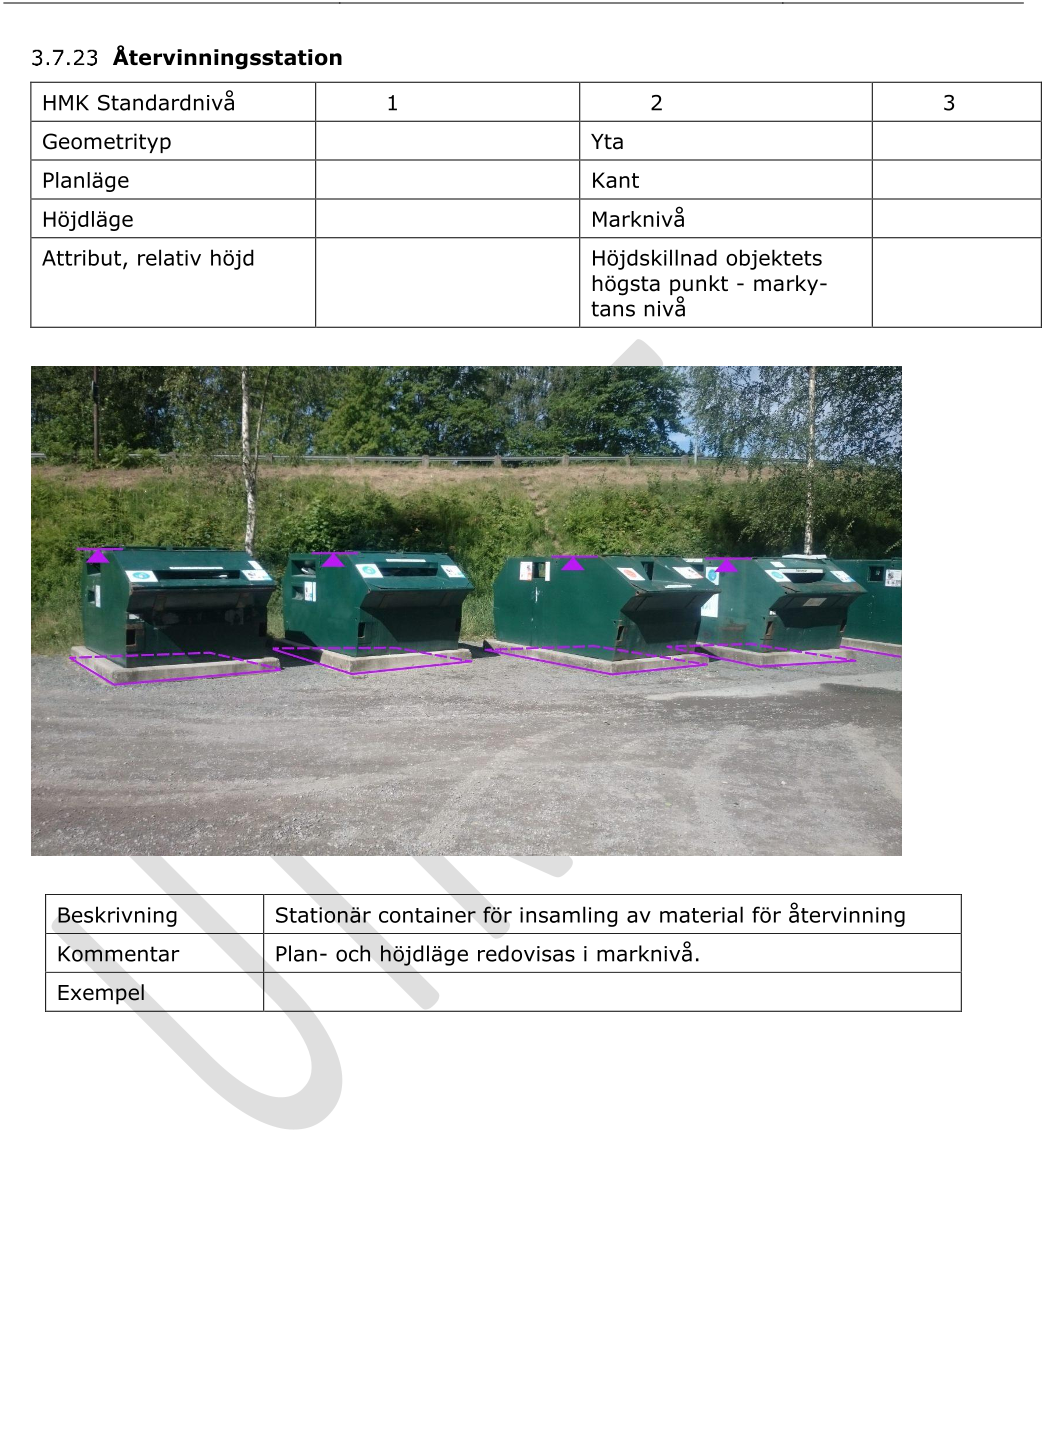 3.7.23 Återvinningsstation
HMK Standardnivå 1 2 3
Geometrityp Yta
Planläge Kant
Höjdläge Marknivå
Attribut, relativ höjd Höjdskillnad objektets
högsta punkt - marky-
tans nivå
Beskrivning Stationär container för insamling av material för återvinning
Kommentar Plan- och höjdläge redovisas i marknivå.
Exempel